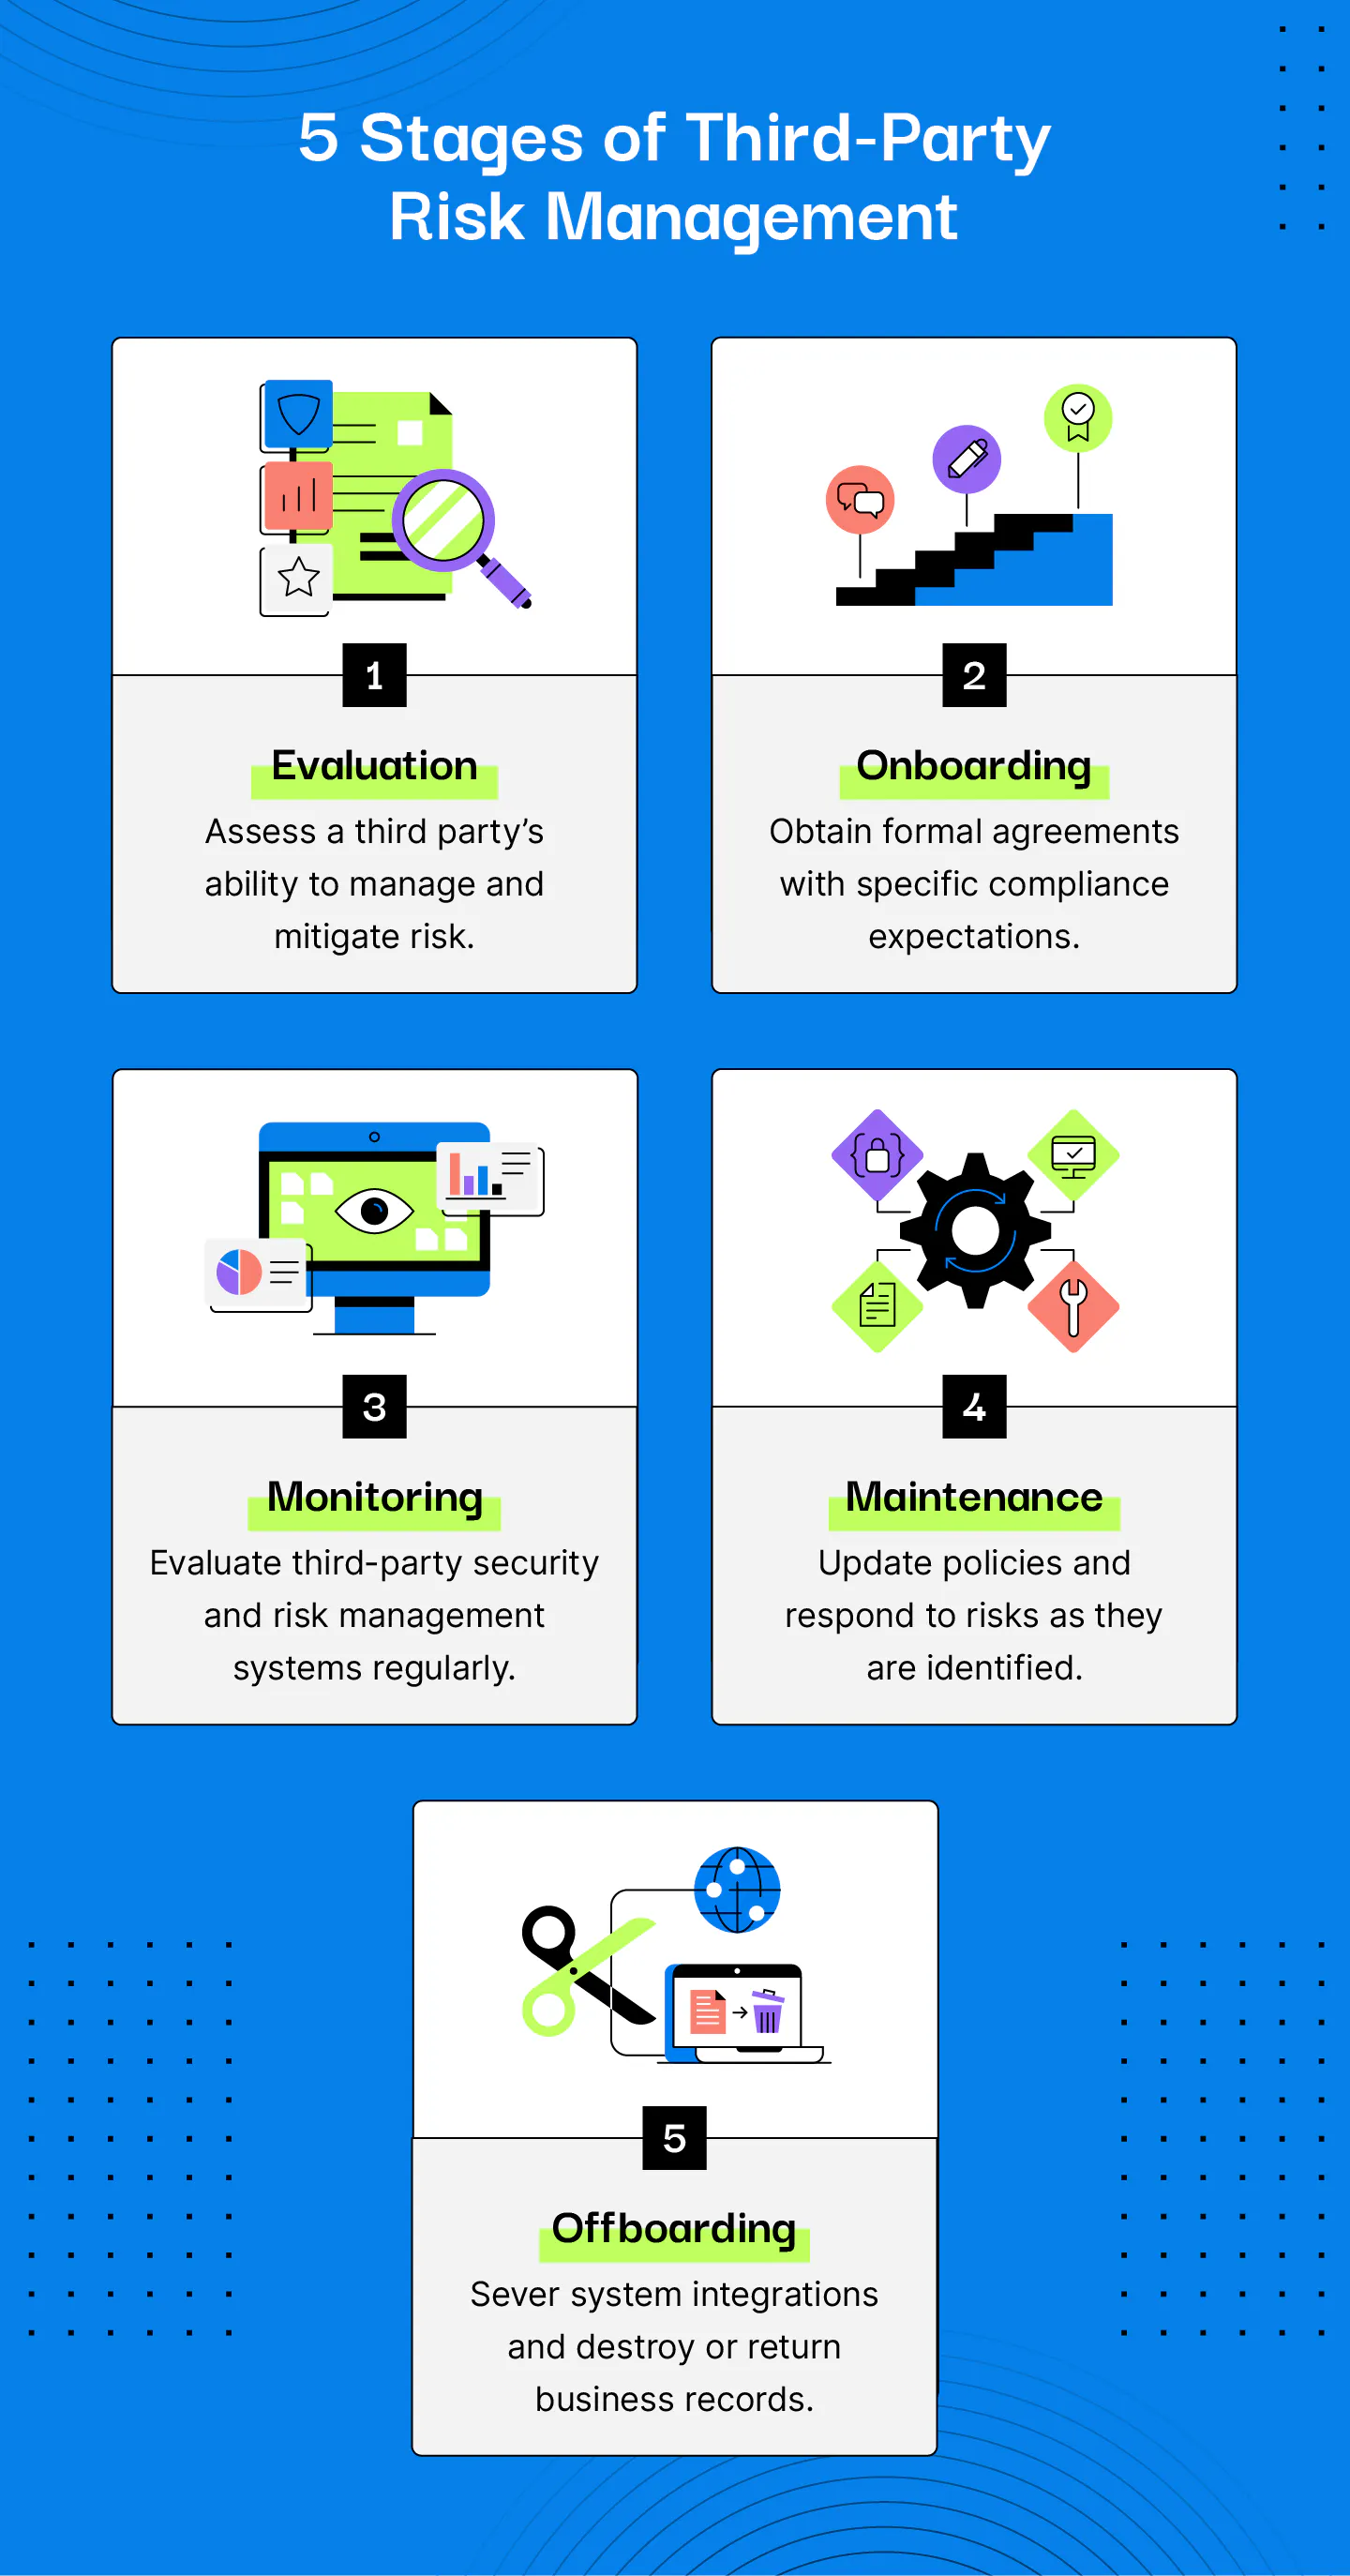 5 Stages of Third-Party
Risk Management
1
Evaluation
Assess a third party’s
ability to manage and
mitigate risk.
2
Onboarding
Obtain formal agreements
with specific compliance
expectations.
3
Monitoring
Evaluate third-party security
and risk management
systems regularly.
4
Maintenance
Update policies and
respond to risks as they
are identified.
5
Offboarding
Sever system integrations
and destroy or return
business records.